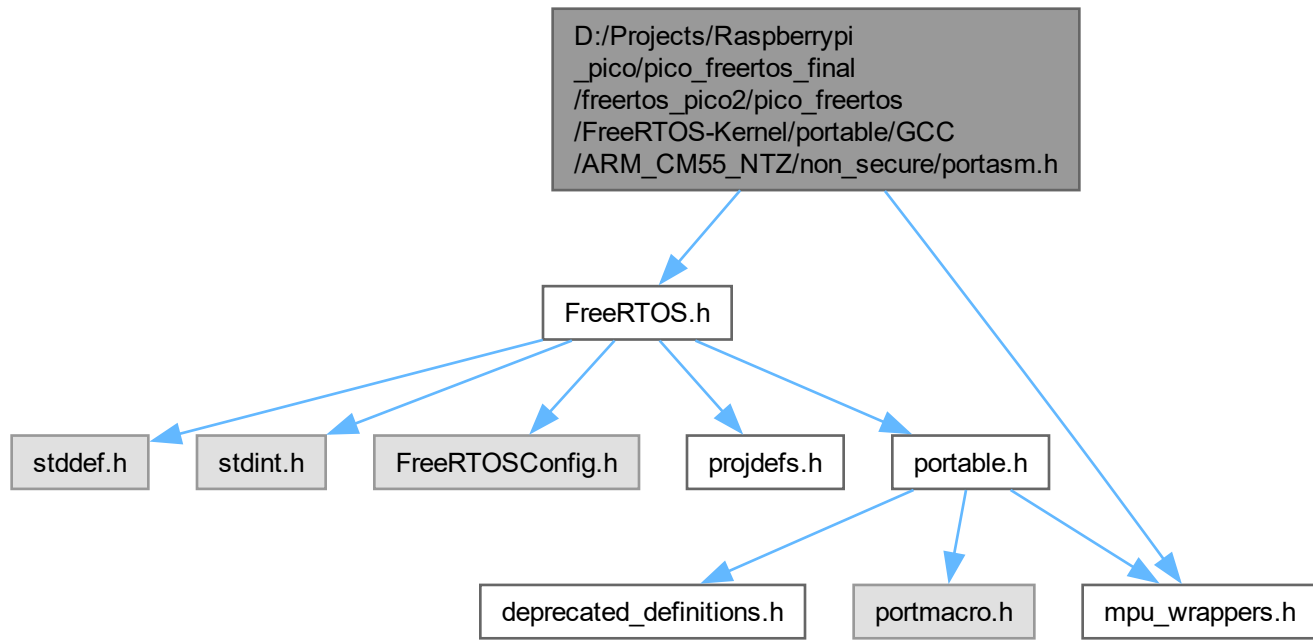 D:/Projects/Raspberrypi
_pico/pico_freertos_final
/freertos_pico2/pico_freertos
/FreeRTOS-Kernel/portable/GCC
/ARM_CM55_NTZ/non_secure/portasm.h
FreeRTOS.h
stddef.h
stdint.h
FreeRTOSConfig.h
projdefs.h
portable.h
deprecated_definitions.h
portmacro.h
mpu_wrappers.h